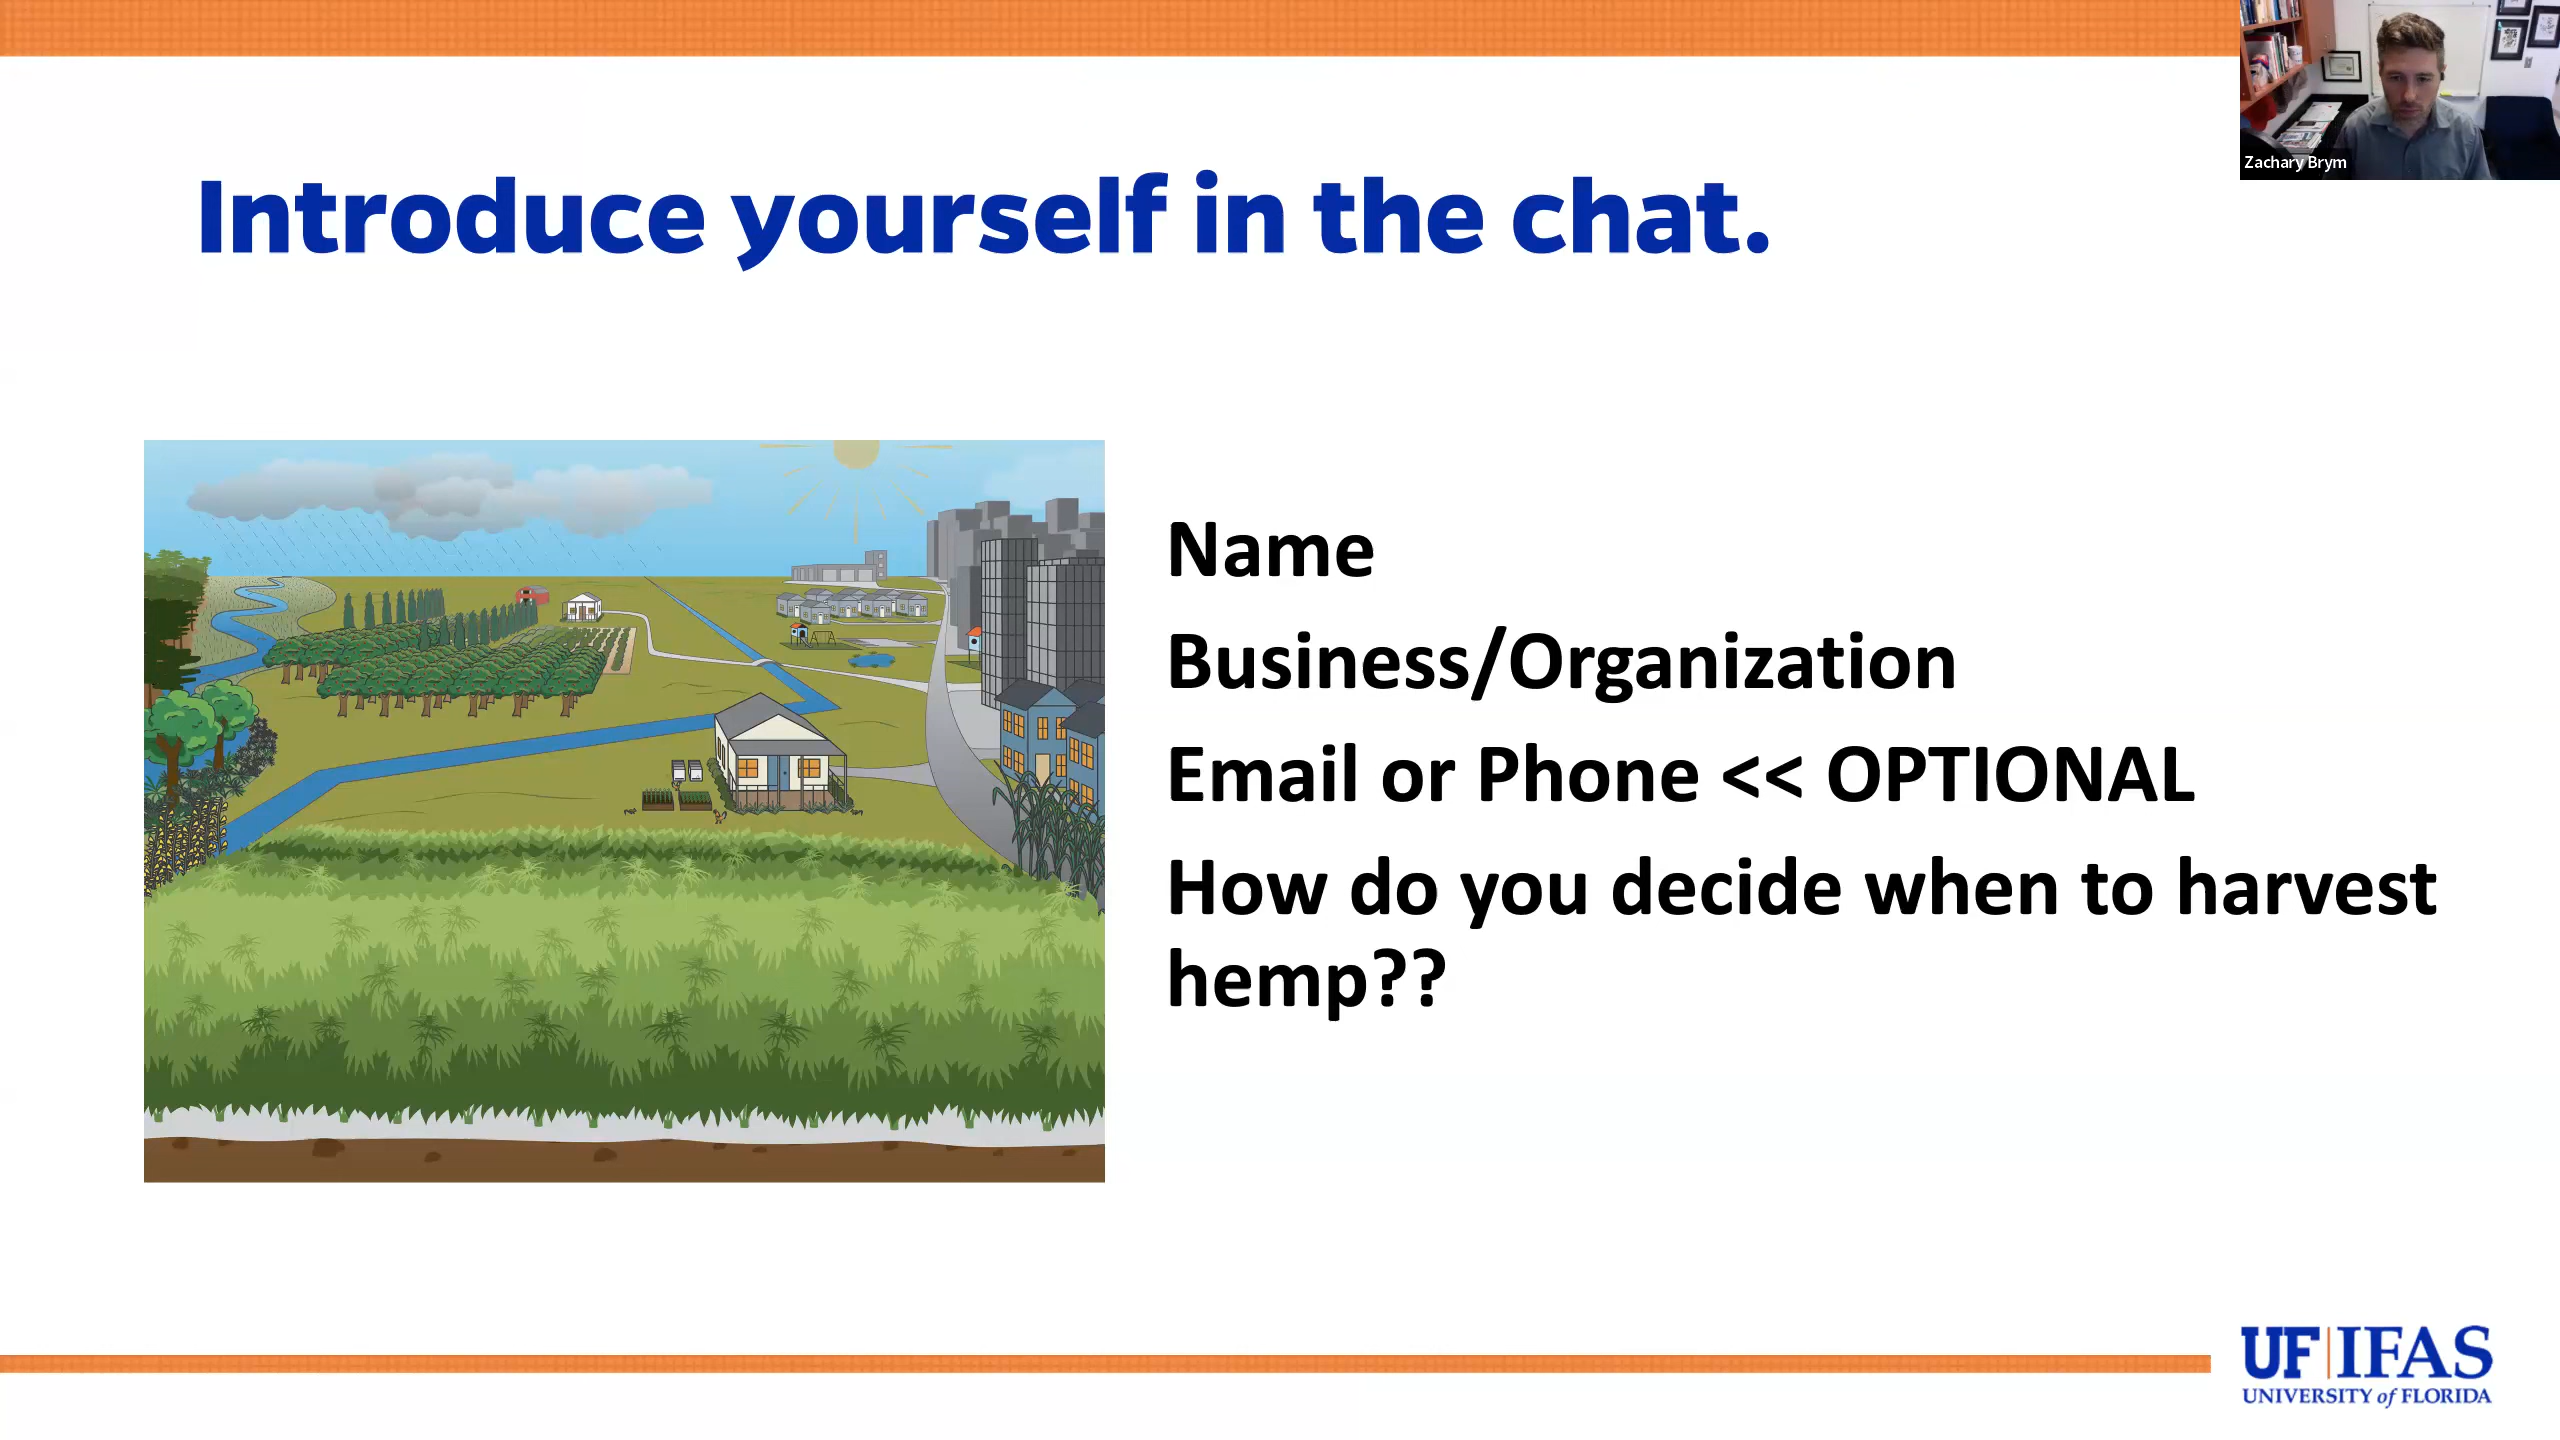 Zachary Brym
Introduce yourself in the chat.
Name
Business/Organization
Email or Phone << OPTIONAL
How do you decide when to harvest
hemp??
UF|IFAS
UNIVERSITY of FLORIDA